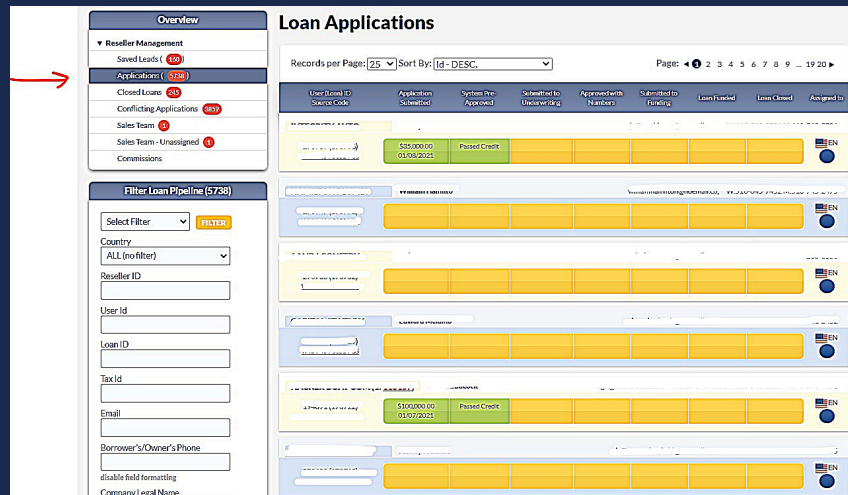 Overview
▼ Reseller Management
Saved Leads ( 160 )
Applications ( 5738 )
Closed Loans 245
Conflicting Applications 3857
Sales Team 1
Sales Team - Unassigned 1
Commissions
Filter Loan Pipeline (5738)
Select Filter FILTER
Country
ALL (no filter)
Reseller ID
User Id
Loan ID
Tax Id
Email
Borrower's/Owner's Phone
disable field formatting
Company Legal Name
Loan Applications
Records per Page: 25 Sort By: Id - DESC. Page: ◄ 1 2 3 4 5 6 7 8 9 ... 19 20 ►
User (Loan) ID Source Code Application Submitted System Pre-Approved Submitted to Underwriting Approved with Numbers Submitted to Funding Loan Funded Loan Closed Assigned to
$35,000.00 Passed Credit EN
01/08/2021
EN
EN
EN
$100,000.00 Passed Credit EN
01/07/2021
EN